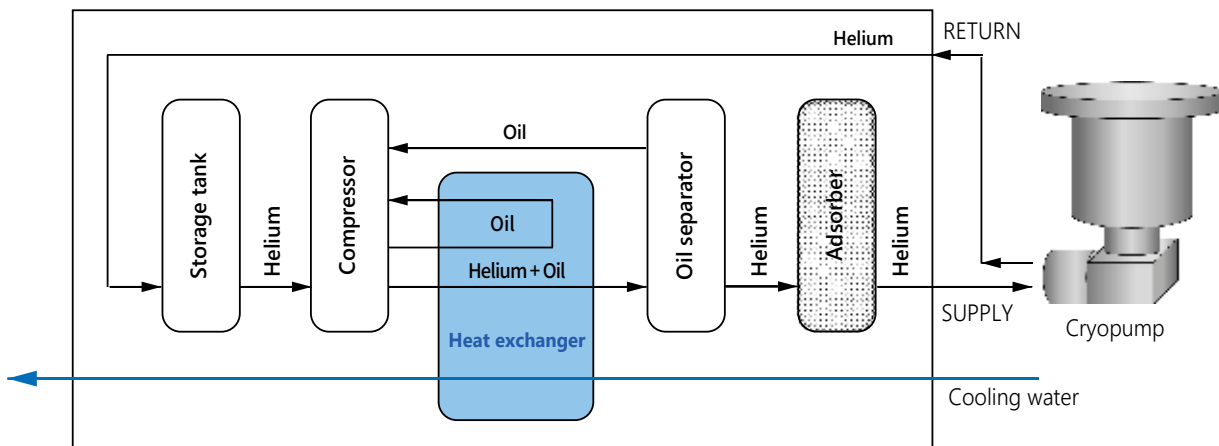 Helium
RETURN
Storage tank
Helium
Compressor
Oil
Oil
Helium + Oil
Heat exchanger
Oil separator
Helium
Adsorber
Helium
SUPPLY
Cryopump
Cooling water